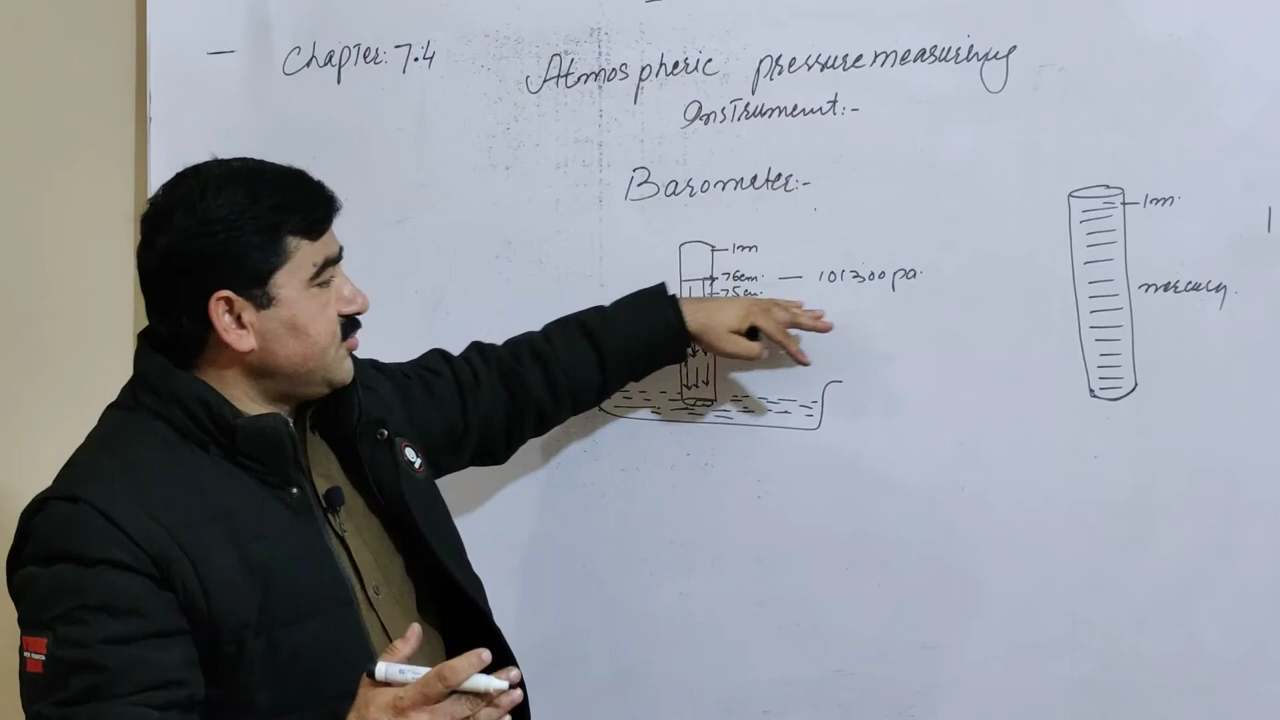 — Chapter: 7.4
Atmospheric pressure measuring
Instrument:-
Barometer:-
1m
76cm. — 101300 pa.
75cm.
1m.
mercury.